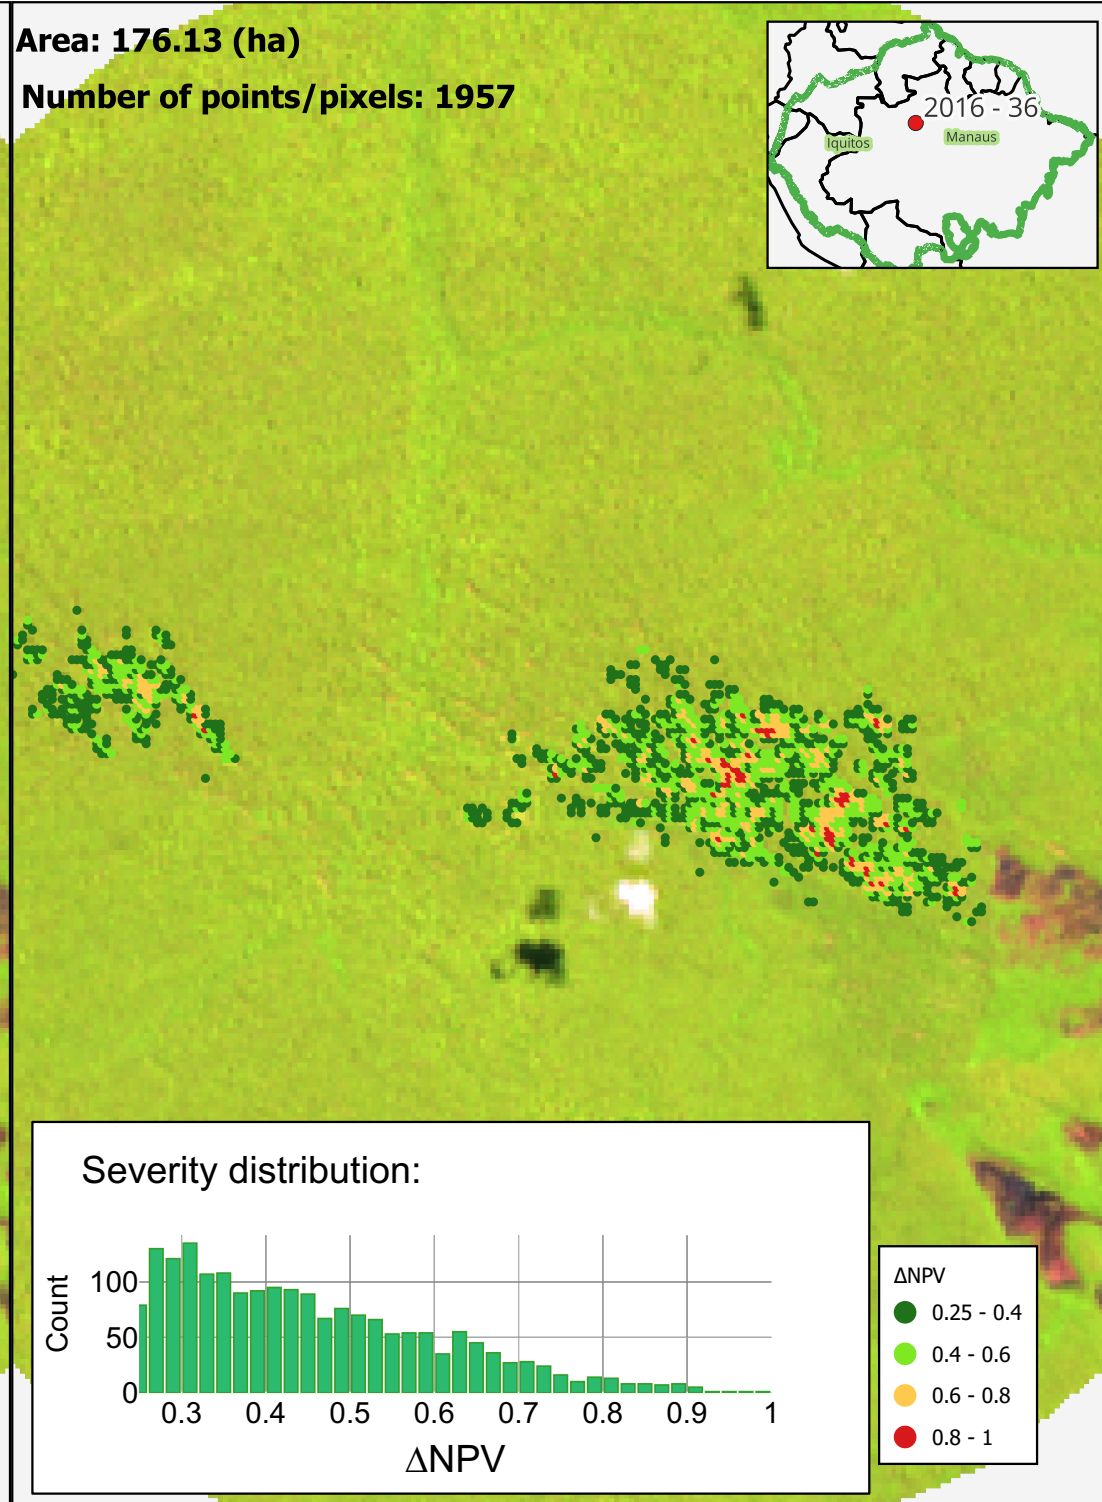 Area: 176.13 (ha)
Number of points/pixels: 1957
2016 - 36
Iquitos
Manaus
Severity distribution:
Count
100
50
0
0.3 0.4 0.5 0.6 0.7 0.8 0.9 1
ΔNPV
ΔNPV
0.25 - 0.4
0.4 - 0.6
0.6 - 0.8
0.8 - 1